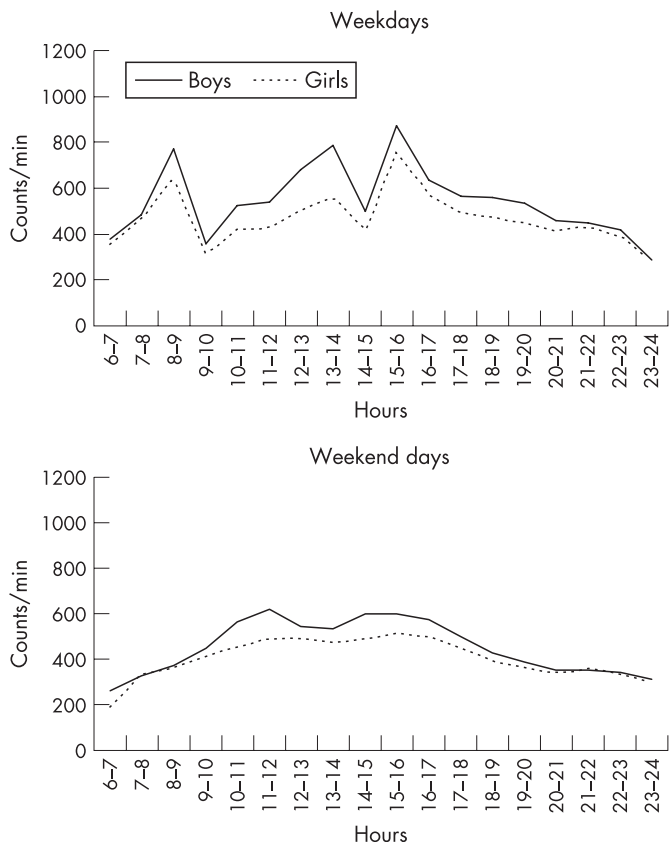 Weekdays
1200
1000
800
600
400
200
0
Counts/min
Boys Girls
6–7 7–8 8–9 9–10 10–11 11–12 12–13 13–14 14–15 15–16 16–17 17–18 18–19 19–20 20–21 21–22 22–23 23–24
Hours
Weekend days
1200
1000
800
600
400
200
0
Counts/min
6–7 7–8 8–9 9–10 10–11 11–12 12–13 13–14 14–15 15–16 16–17 17–18 18–19 19–20 20–21 21–22 22–23 23–24
Hours